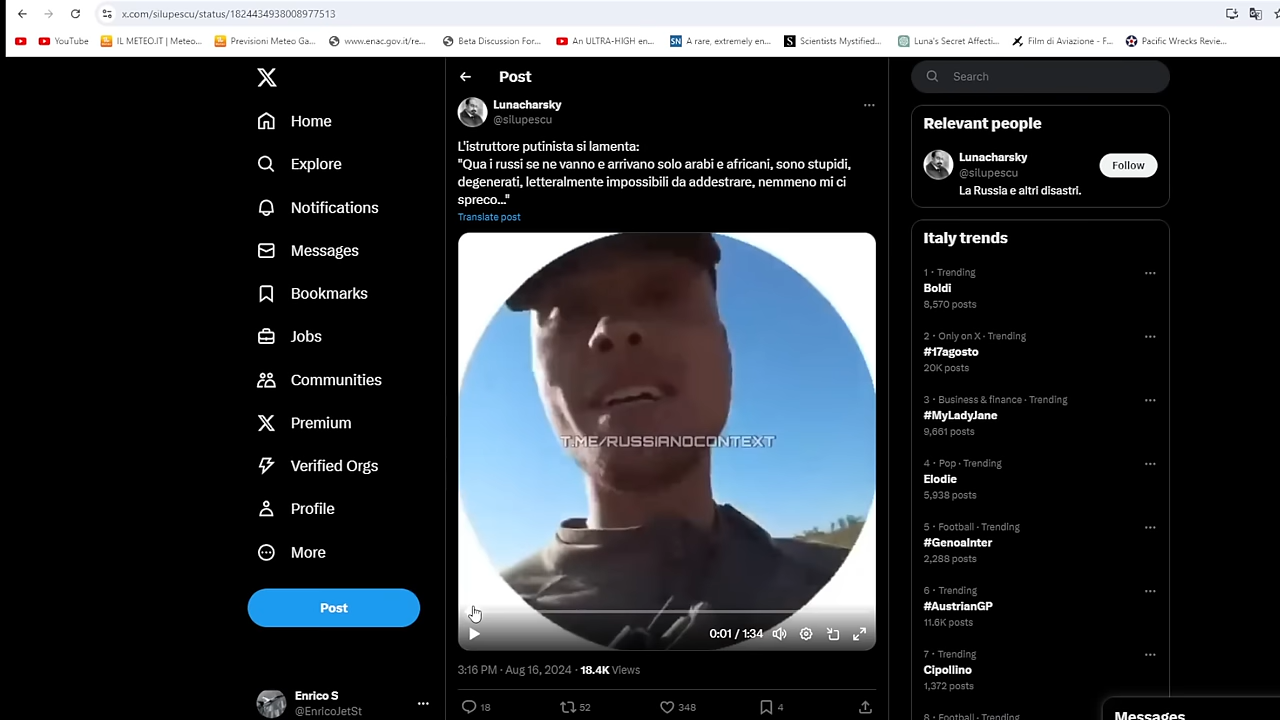 x.com/silupescu/status/1824434938008977513
YouTube
IL METEO.IT | Meteo...
Previsioni Meteo Ga...
www.enac.gov.it/re...
Beta Discussion For...
An ULTRA-HIGH en...
A rare, extremely en...
Scientists Mystified...
Luna's Secret Affecti...
Film di Aviazione - F...
Pacific Wrecks Revie...
Home
Explore
Notifications
Messages
Bookmarks
Jobs
Communities
Premium
Verified Orgs
Profile
More
Post
Enrico S
@EnricoJetSt
Post
Lunacharsky
@silupescu
L'istruttore putinista si lamenta:
"Qua i russi se ne vanno e arrivano solo arabi e africani, sono stupidi,
degenerati, letteralmente impossibili da addestrare, nemmeno mi ci
spreco..."
Translate post
T.ME/RUSSIANOCONTEXT
0:01 / 1:34
3:16 PM · Aug 16, 2024 · 18.4K Views
18 52 348 4
Search
Relevant people
Lunacharsky
@silupescu
Follow
La Russia e altri disastri.
Italy trends
1 · Trending
Boldi
8,570 posts
2 · Only on X · Trending
#17agosto
20K posts
3 · Business & finance · Trending
#MyLadyJane
9,661 posts
4 · Pop · Trending
Elodie
5,938 posts
5 · Football · Trending
#GenoaInter
2,288 posts
6 · Trending
#AustrianGP
11.6K posts
7 · Trending
Cipollino
1,372 posts
8 · Football · Trending
Messages